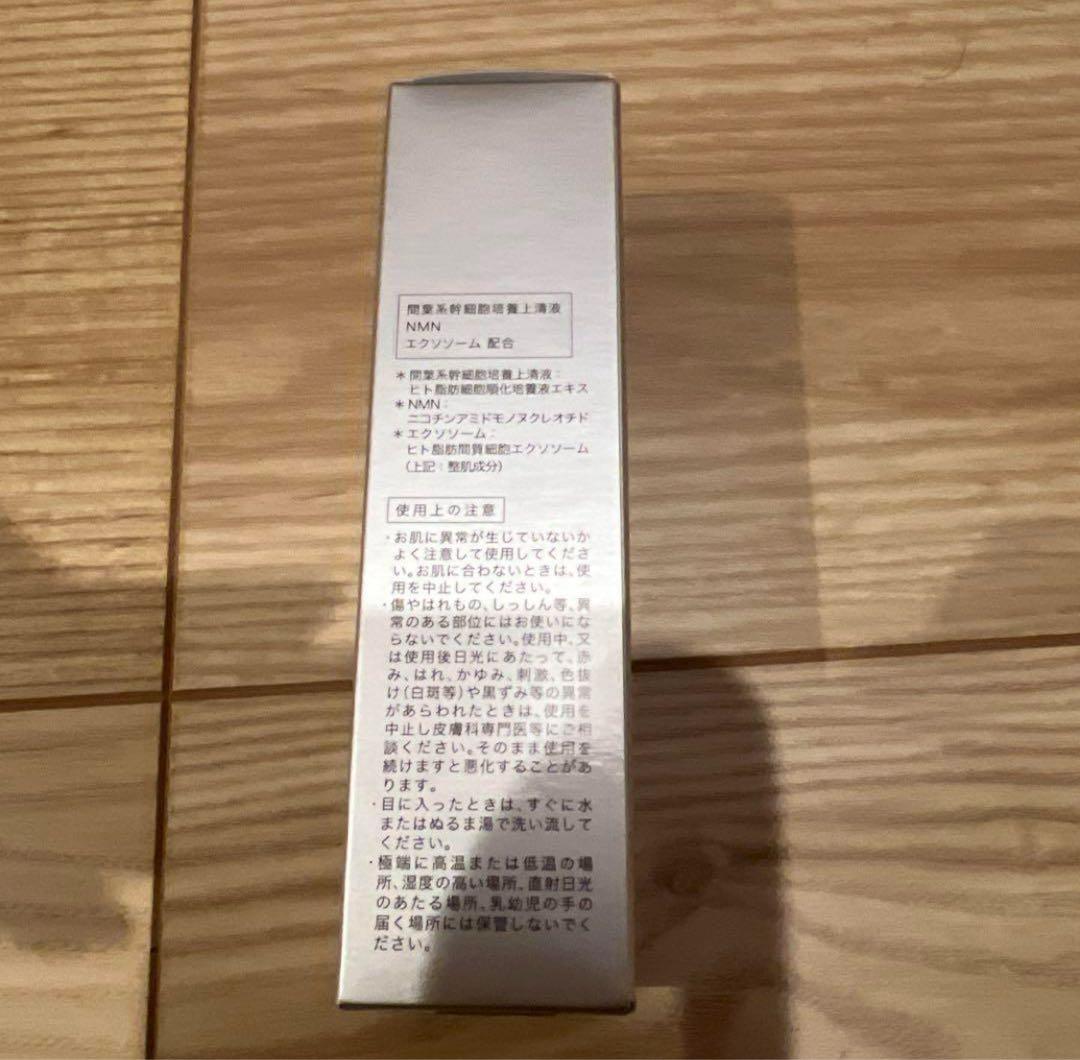 間葉系幹細胞培養上清液
NMN
エクソソーム 配合
＊間葉系幹細胞培養上清液：
ヒト脂肪細胞順化培養液エキス
＊NMN：
ニコチンアミドモノヌクレオチド
＊エクソソーム：
ヒト脂肪間質細胞エクソソーム
（上記：整肌成分）
使用上の注意
・お肌に異常が生じていないか
よく注意して使用してくださ
い。お肌に合わないときは、使
用を中止してください。
・傷やはれもの、しっしん等、異
常のある部位にはお使いにな
らないでください。使用中、又
は使用後日光にあたって、赤
み、はれ、かゆみ、刺激、色抜
け（白斑等）や黒ずみ等の異常
があらわれたときは、使用を
中止し皮膚科専門医等にご相
談ください。そのまま使用を
続けますと悪化することがあ
ります。
・目に入ったときは、すぐに水
またはぬるま湯で洗い流して
ください。
・極端に高温または低温の場
所、湿度の高い場所、直射日光
のあたる場所、乳幼児の手の
届く場所には保管しないでく
ださい。